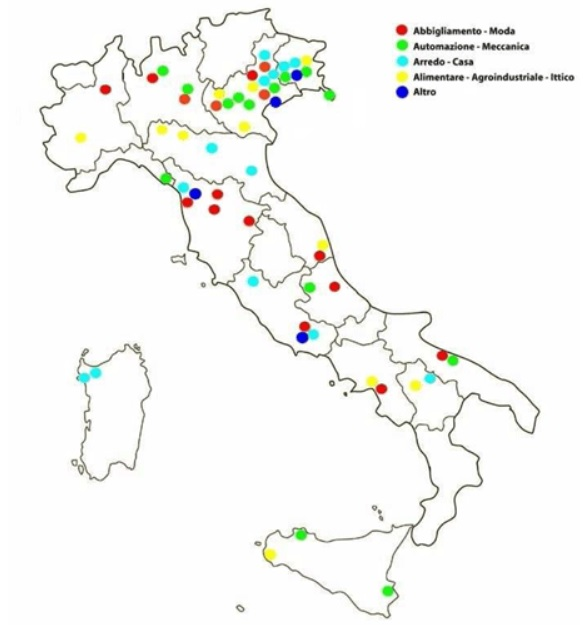 Abbigliamento - Moda
Automazione - Meccanica
Arredo - Casa
Alimentare - Agroindustriale - Ittico
Altro